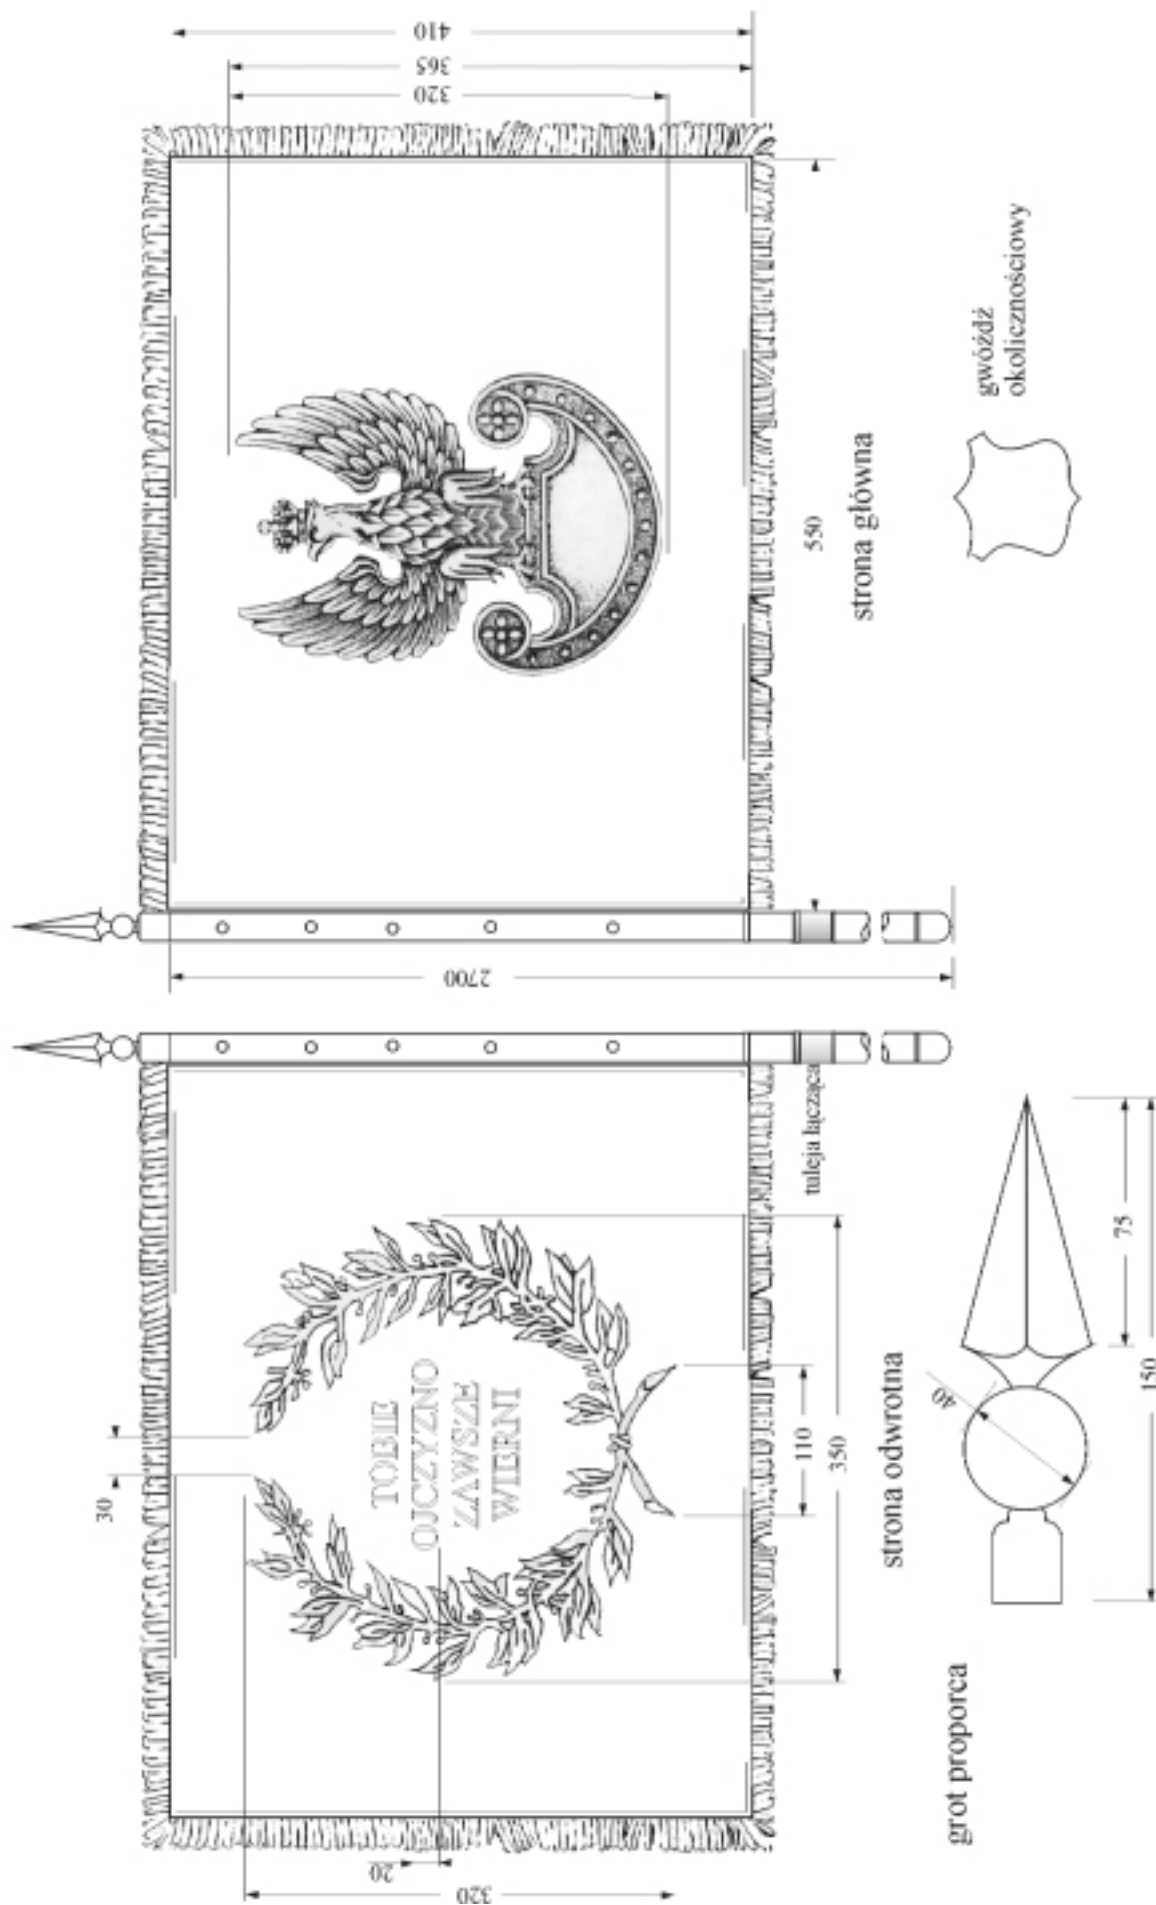 410
365
320
550
strona główna
gwóźdź
okolicznościowy
2700
tuleja łącząca
30
TOBIE
OJCZYZNO
ZAWSZE
WIERNI
110
350
20
320
strona odwrotna
grot proporca
40
75
150